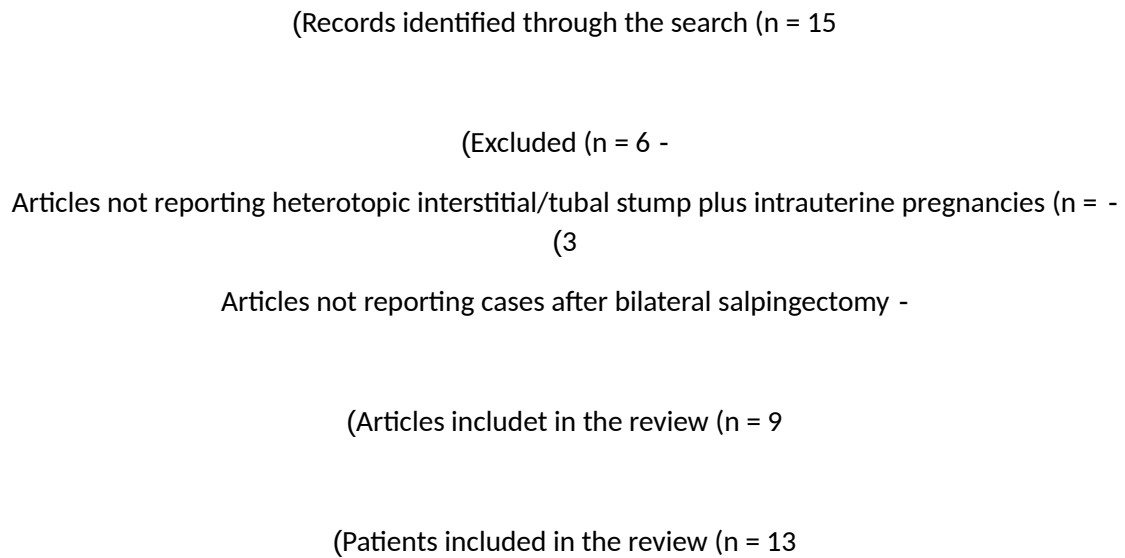 (Records identified through the search (n = 15
(Excluded (n = 6 -
Articles not reporting heterotopic interstitial/tubal stump plus intrauterine pregnancies (n = -
(3
Articles not reporting cases after bilateral salpingectomy -
(Articles includet in the review (n = 9
(Patients included in the review (n = 13